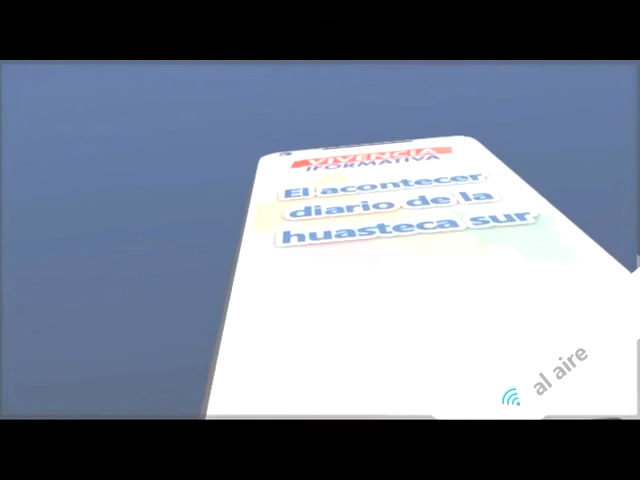 VIVENCIA
IFORMATIVA
El acontecer
diario de la
huasteca sur
al aire